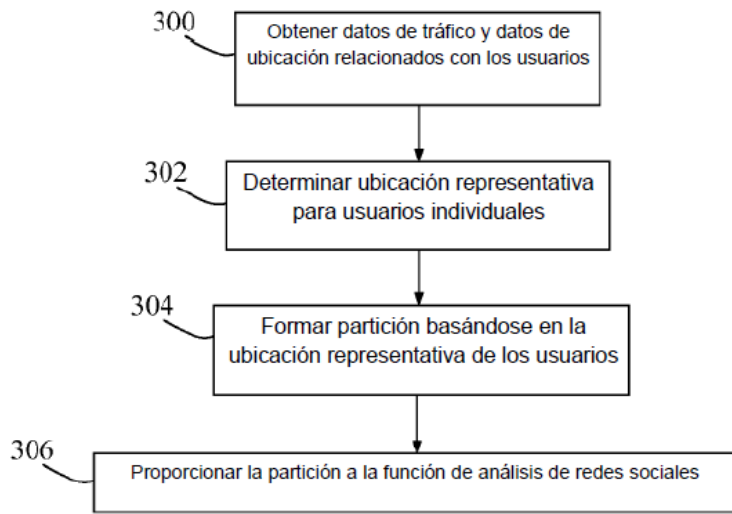 300
Obtener datos de tráfico y datos de
ubicación relacionados con los usuarios
302
Determinar ubicación representativa
para usuarios individuales
304
Formar partición basándose en la
ubicación representativa de los usuarios
306
Proporcionar la partición a la función de análisis de redes sociales